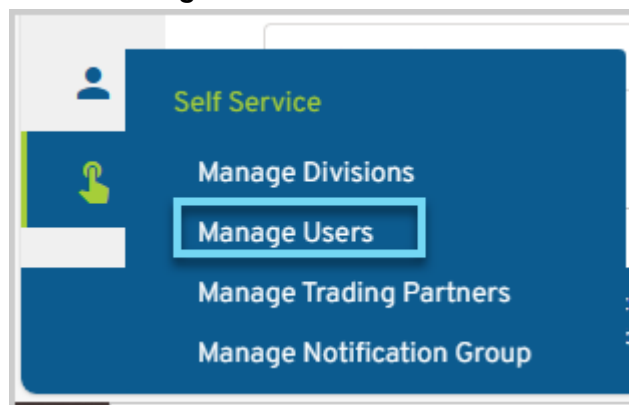 Self Service
Manage Divisions
Manage Users
Manage Trading Partners
Manage Notification Group